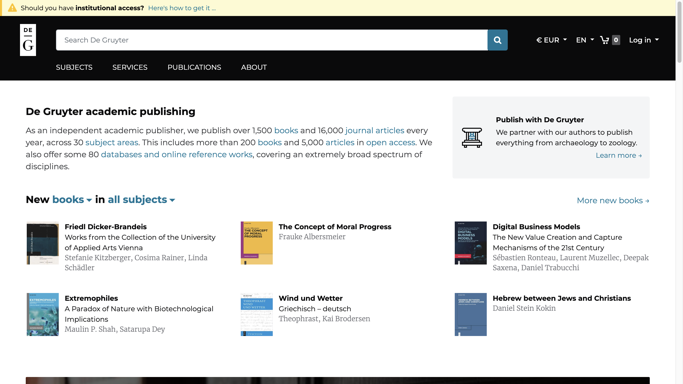 Should you have institutional access? Here's how to get it ...
DE
G
Search De Gruyter
€ EUR
EN
0
Log in
SUBJECTS
SERVICES
PUBLICATIONS
ABOUT
De Gruyter academic publishing
As an independent academic publisher, we publish over 1,500 books and 16,000 journal articles every
year, across 30 subject areas. This includes more than 200 books and 5,000 articles in open access. We
also offer some 80 databases and online reference works, covering an extremely broad spectrum of
disciplines.
Publish with De Gruyter
We partner with our authors to publish
everything from archaeology to zoology.
Learn more →
New books in all subjects
More new books →
Friedl Dicker-Brandeis
Works from the Collection of the University
of Applied Arts Vienna
Stefanie Kitzberger, Cosima Rainer, Linda
Schädler
THE CONCEPT OF MORAL PROGRESS
The Concept of Moral Progress
Frauke Albersmeier
DIGITAL BUSINESS MODELS
Digital Business Models
The New Value Creation and Capture
Mechanisms of the 21st Century
Sébastien Ronteau, Laurent Muzellec, Deepak
Saxena, Daniel Trabucchi
EXTREMOPHILES
Extremophiles
A Paradox of Nature with Biotechnological
Implications
Maulin P. Shah, Satarupa Dey
Wind und Wetter
Griechisch – deutsch
Theophrast, Kai Brodersen
Hebrew between Jews and Christians
Daniel Stein Kokin